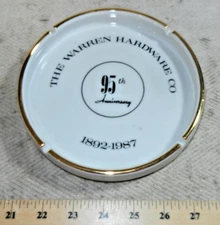 THE WARREN HARDWARE CO
95th
Anniversary
1892-1987
21 22 23 24 25 26 27